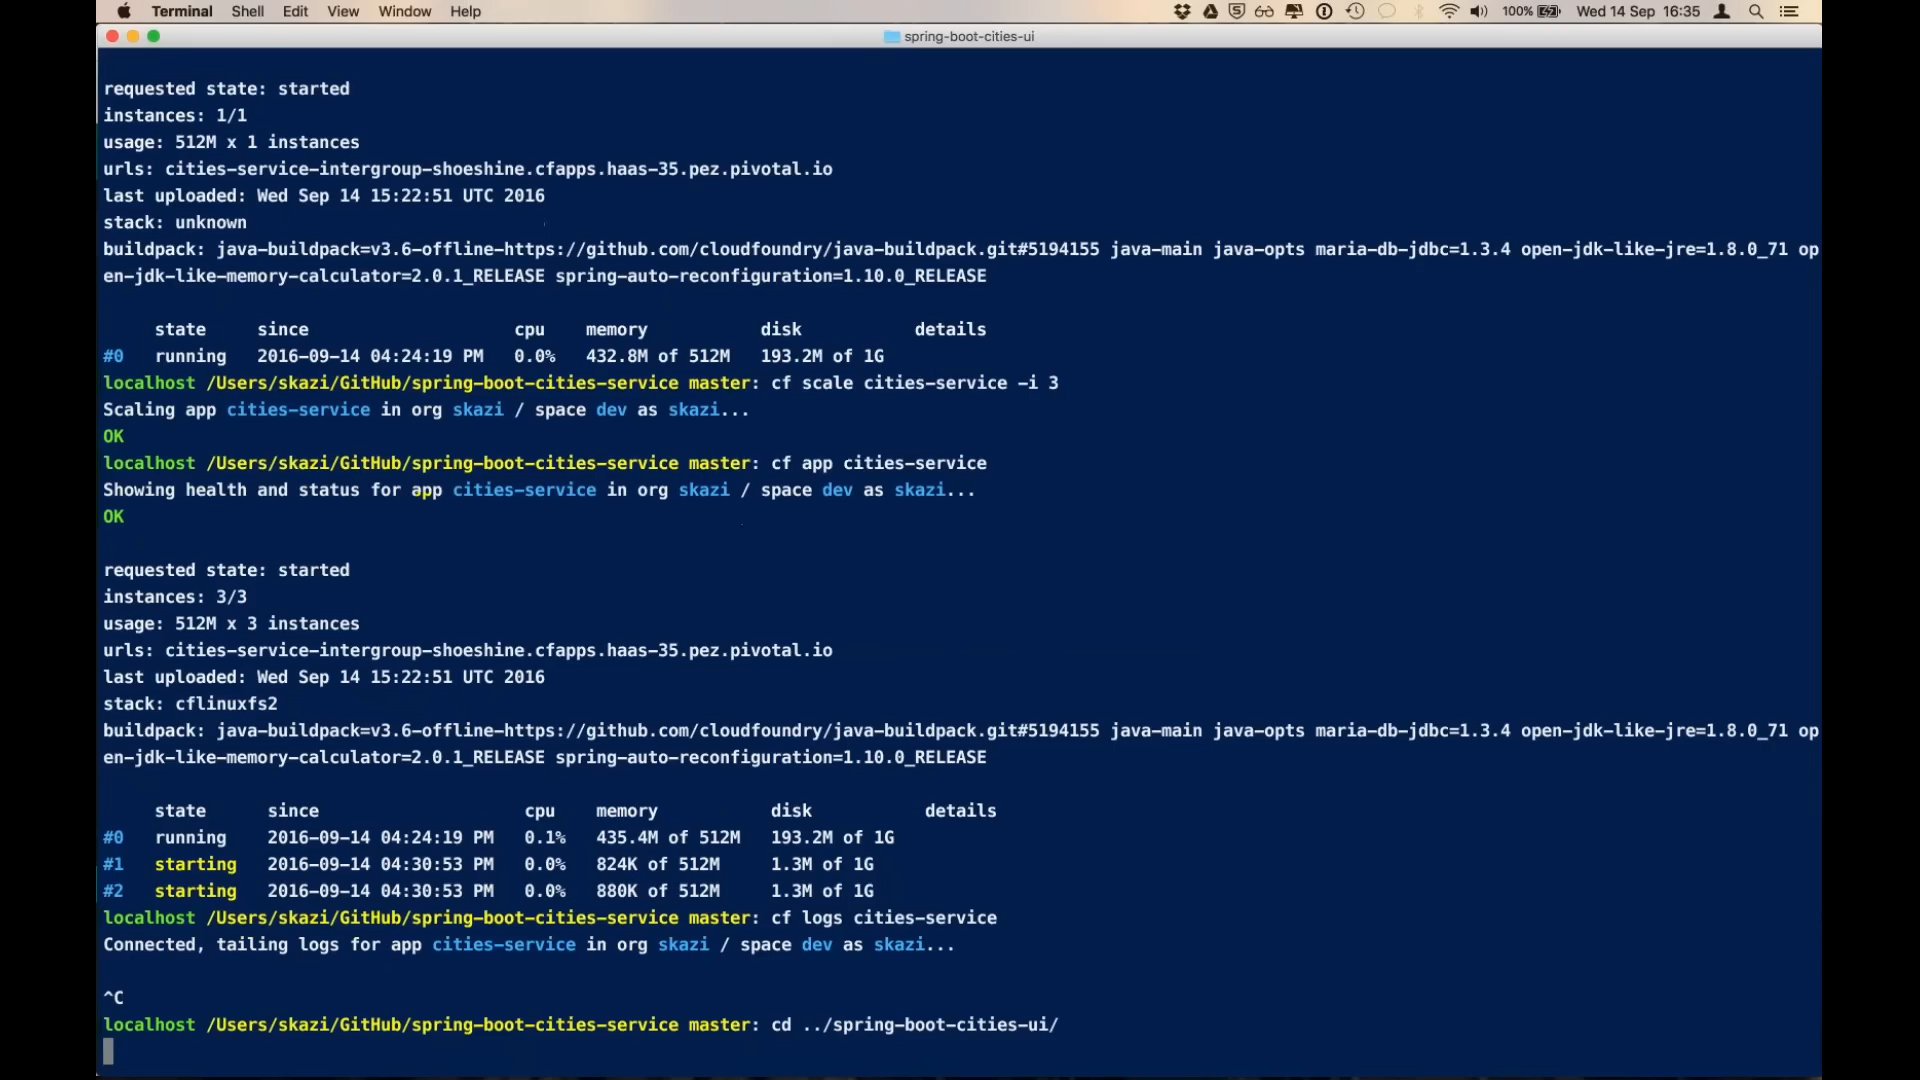 Terminal Shell Edit View Window Help 100% Wed 14 Sep 16:35
spring-boot-cities-ui
requested state: started
instances: 1/1
usage: 512M x 1 instances
urls: cities-service-intergroup-shoeshine.cfapps.haas-35.pez.pivotal.io
last uploaded: Wed Sep 14 15:22:51 UTC 2016
stack: unknown
buildpack: java-buildpack=v3.6-offline-https://github.com/cloudfoundry/java-buildpack.git#5194155 java-main java-opts maria-db-jdbc=1.3.4 open-jdk-like-jre=1.8.0_71 op
en-jdk-like-memory-calculator=2.0.1_RELEASE spring-auto-reconfiguration=1.10.0_RELEASE
state since cpu memory disk details
#0 running 2016-09-14 04:24:19 PM 0.0% 432.8M of 512M 193.2M of 1G
localhost /Users/skazi/GitHub/spring-boot-cities-service master: cf scale cities-service -i 3
Scaling app cities-service in org skazi / space dev as skazi...
OK
localhost /Users/skazi/GitHub/spring-boot-cities-service master: cf app cities-service
Showing health and status for app cities-service in org skazi / space dev as skazi...
OK
requested state: started
instances: 3/3
usage: 512M x 3 instances
urls: cities-service-intergroup-shoeshine.cfapps.haas-35.pez.pivotal.io
last uploaded: Wed Sep 14 15:22:51 UTC 2016
stack: cflinuxfs2
buildpack: java-buildpack=v3.6-offline-https://github.com/cloudfoundry/java-buildpack.git#5194155 java-main java-opts maria-db-jdbc=1.3.4 open-jdk-like-jre=1.8.0_71 op
en-jdk-like-memory-calculator=2.0.1_RELEASE spring-auto-reconfiguration=1.10.0_RELEASE
state since cpu memory disk details
#0 running 2016-09-14 04:24:19 PM 0.1% 435.4M of 512M 193.2M of 1G
#1 starting 2016-09-14 04:30:53 PM 0.0% 824K of 512M 1.3M of 1G
#2 starting 2016-09-14 04:30:53 PM 0.0% 880K of 512M 1.3M of 1G
localhost /Users/skazi/GitHub/spring-boot-cities-service master: cf logs cities-service
Connected, tailing logs for app cities-service in org skazi / space dev as skazi...
^C
localhost /Users/skazi/GitHub/spring-boot-cities-service master: cd ../spring-boot-cities-ui/